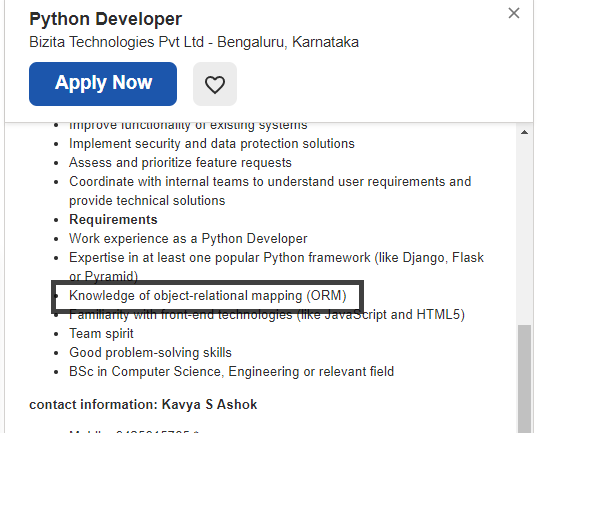 Python Developer
Bizita Technologies Pvt Ltd - Bengaluru, Karnataka
Apply Now
Improve functionality of existing systems
Implement security and data protection solutions
Assess and prioritize feature requests
Coordinate with internal teams to understand user requirements and
provide technical solutions
Requirements
Work experience as a Python Developer
Expertise in at least one popular Python framework (like Django, Flask
or Pyramid)
Knowledge of object-relational mapping (ORM)
Familiarity with front-end technologies (like JavaScript and HTML5)
Team spirit
Good problem-solving skills
BSc in Computer Science, Engineering or relevant field
contact information: Kavya S Ashok